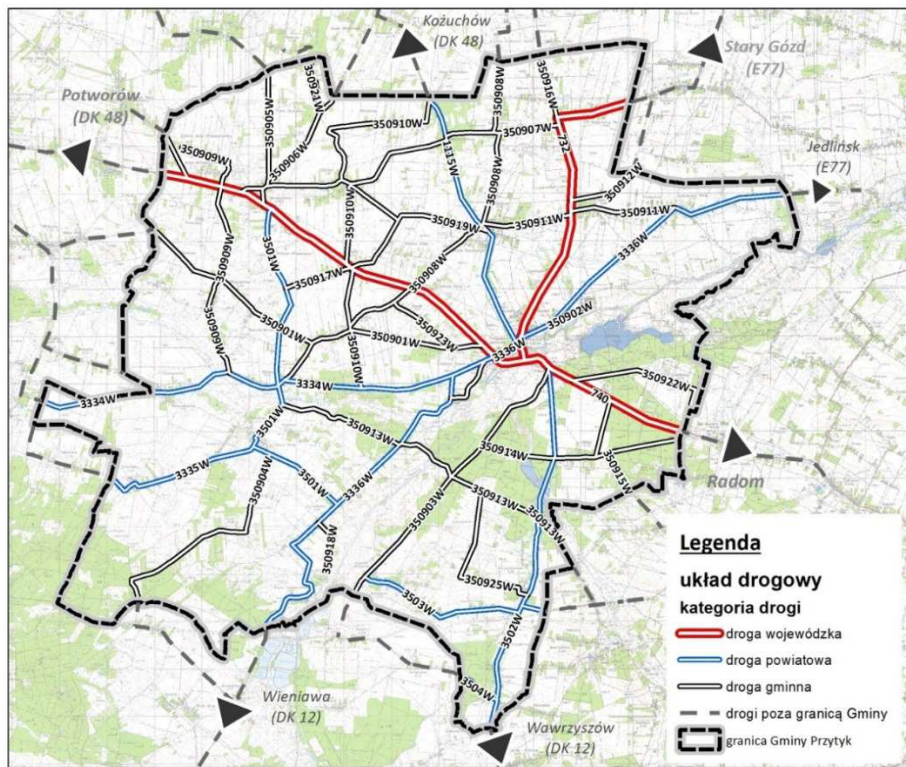 Kożuchów
(DK 48)
Stary Gózd
(E77)
Potworów
(DK 48)
Jedlińsk
(E77)
350905W
350921W
350908W
350916W
350910W
350907W
732
1115W
350906W
350909W
350912W
350908W
350910W
350919W
350911W
350911W
3501W
350909W
350917W
350908W
3336W
350902W
350901W
350909W
350901W
350923W
3336W
350910W
3334W
3334W
350922W
740
3501W
350913W
350914W
3335W
350904W
3501W
3336W
350903W
350913W
350913W
350915W
350918W
350925W
3503W
3502W
3504W
Radom
Wieniawa
(DK 12)
Wawrzyszów
(DK 12)
Legenda
układ drogowy
kategoria drogi
droga wojewódzka
droga powiatowa
droga gminna
drogi poza granicą Gminy
granica Gminy Przytyk